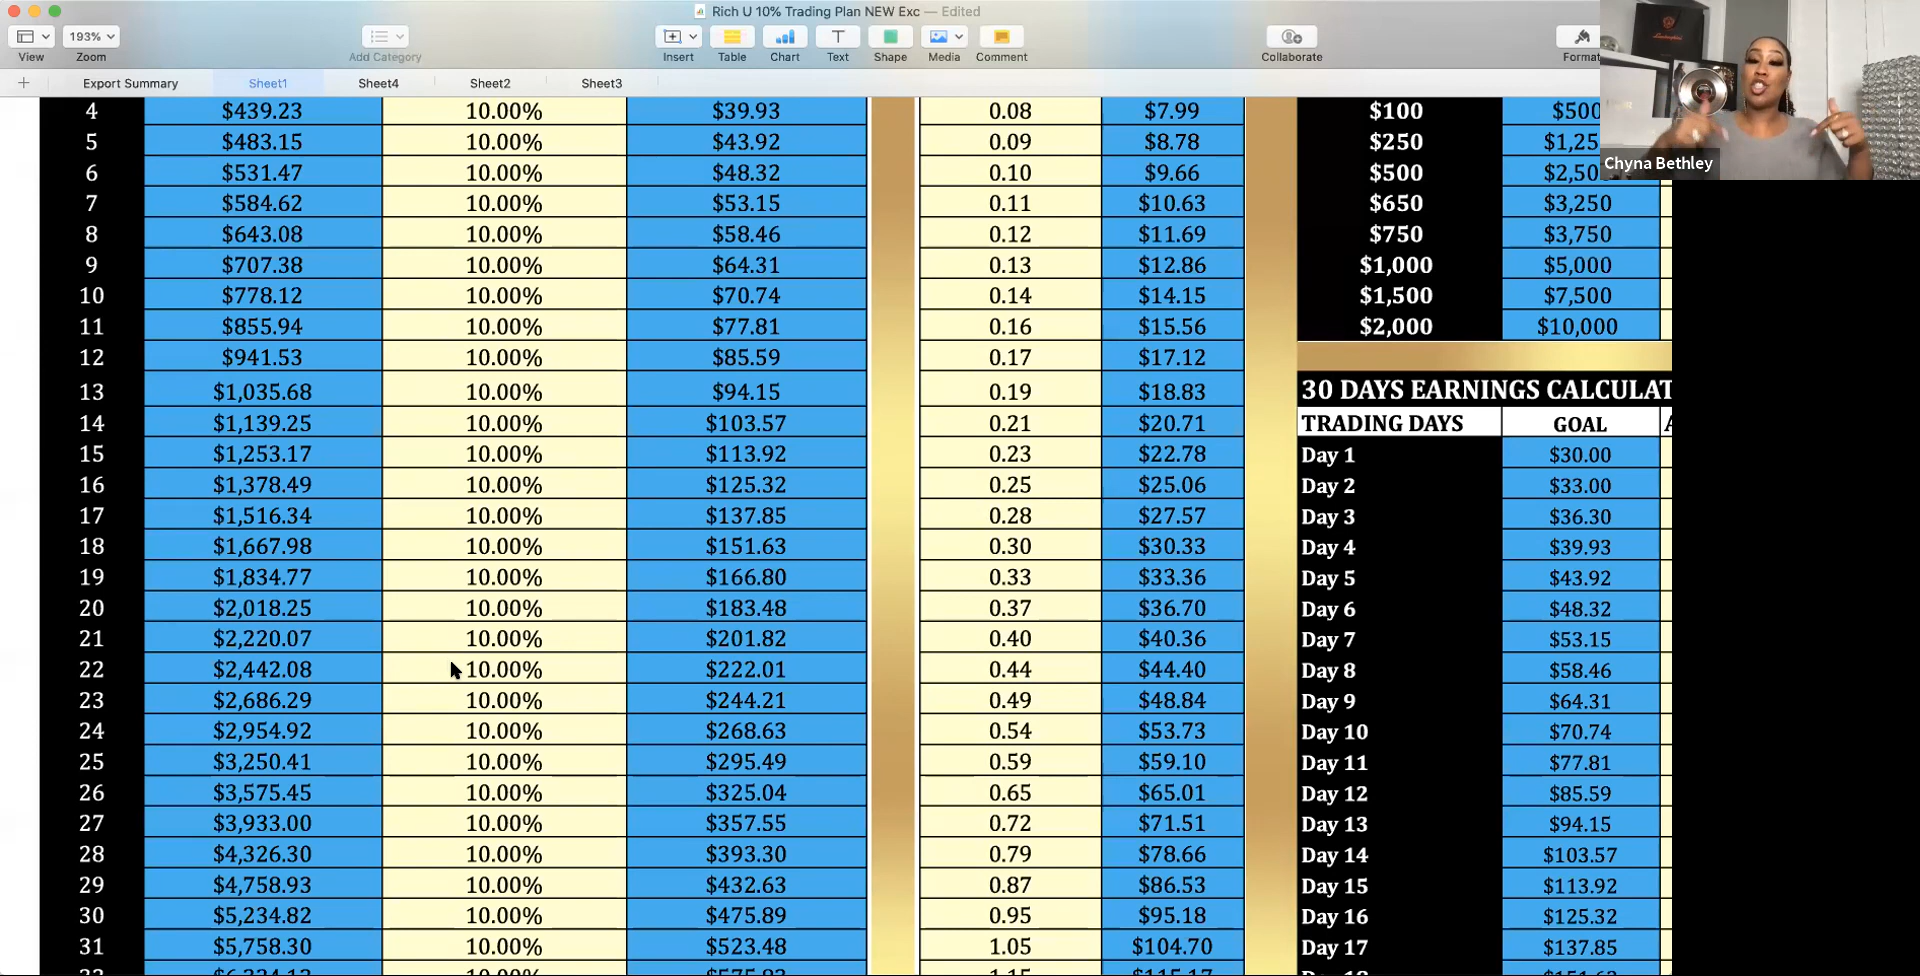 Rich U 10% Trading Plan NEW Exc — Edited
193%
View Zoom Add Category Insert Table Chart Text Shape Media Comment Collaborate Format
Export Summary Sheet1 Sheet4 Sheet2 Sheet3
Chyna Bethley
4 $439.23 10.00% $39.93 0.08 $7.99 $100 $500
5 $483.15 10.00% $43.92 0.09 $8.78 $250 $1,25
6 $531.47 10.00% $48.32 0.10 $9.66 $500 $2,50
7 $584.62 10.00% $53.15 0.11 $10.63 $650 $3,250
8 $643.08 10.00% $58.46 0.12 $11.69 $750 $3,750
9 $707.38 10.00% $64.31 0.13 $12.86 $1,000 $5,000
10 $778.12 10.00% $70.74 0.14 $14.15 $1,500 $7,500
11 $855.94 10.00% $77.81 0.16 $15.56 $2,000 $10,000
12 $941.53 10.00% $85.59 0.17 $17.12
13 $1,035.68 10.00% $94.15 0.19 $18.83 30 DAYS EARNINGS CALCULAT
14 $1,139.25 10.00% $103.57 0.21 $20.71 TRADING DAYS GOAL
15 $1,253.17 10.00% $113.92 0.23 $22.78 Day 1 $30.00
16 $1,378.49 10.00% $125.32 0.25 $25.06 Day 2 $33.00
17 $1,516.34 10.00% $137.85 0.28 $27.57 Day 3 $36.30
18 $1,667.98 10.00% $151.63 0.30 $30.33 Day 4 $39.93
19 $1,834.77 10.00% $166.80 0.33 $33.36 Day 5 $43.92
20 $2,018.25 10.00% $183.48 0.37 $36.70 Day 6 $48.32
21 $2,220.07 10.00% $201.82 0.40 $40.36 Day 7 $53.15
22 $2,442.08 10.00% $222.01 0.44 $44.40 Day 8 $58.46
23 $2,686.29 10.00% $244.21 0.49 $48.84 Day 9 $64.31
24 $2,954.92 10.00% $268.63 0.54 $53.73 Day 10 $70.74
25 $3,250.41 10.00% $295.49 0.59 $59.10 Day 11 $77.81
26 $3,575.45 10.00% $325.04 0.65 $65.01 Day 12 $85.59
27 $3,933.00 10.00% $357.55 0.72 $71.51 Day 13 $94.15
28 $4,326.30 10.00% $393.30 0.79 $78.66 Day 14 $103.57
29 $4,758.93 10.00% $432.63 0.87 $86.53 Day 15 $113.92
30 $5,234.82 10.00% $475.89 0.95 $95.18 Day 16 $125.32
31 $5,758.30 10.00% $523.48 1.05 $104.70 Day 17 $137.85